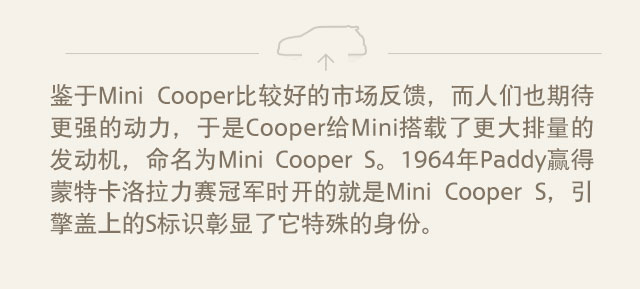 鉴于Mini Cooper比较好的市场反馈，而人们也期待
更强的动力，于是Cooper给Mini搭载了更大排量的
发动机，命名为Mini Cooper S。1964年Paddy赢得
蒙特卡洛拉力赛冠军时开的就是Mini Cooper S，引
擎盖上的S标识彰显了它特殊的身份。